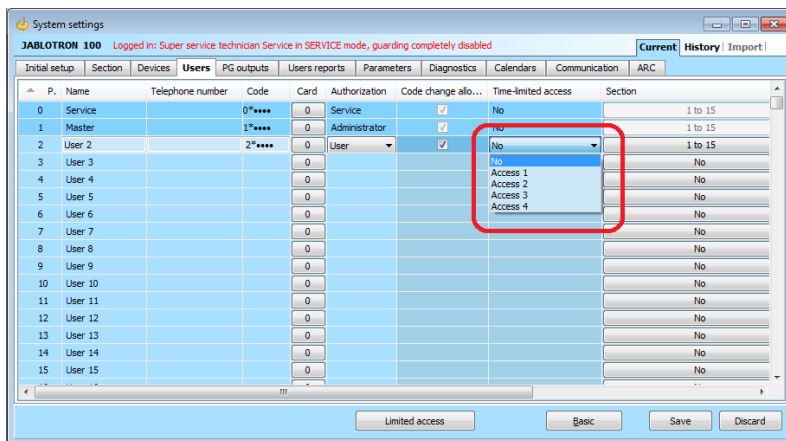 System settings
JABLOTRON 100 Logged in: Super service technician Service in SERVICE mode, guarding completely disabled
Current History Import
Initial setup Section Devices Users PG outputs Users reports Parameters Diagnostics Calendars Communication ARC
P. Name Telephone number Code Card Authorization Code change allo... Time-limited access Section
0 Service 0*•••• 0 Service No 1 to 15
1 Master 1*•••• 0 Administrator No 1 to 15
2 User 2 2*•••• 0 User No 1 to 15
No
Access 1
Access 2
Access 3
Access 4
3 User 3 0 No
4 User 4 0 No
5 User 5 0 No
6 User 6 0 No
7 User 7 0 No
8 User 8 0 No
9 User 9 0 No
10 User 10 0 No
11 User 11 0 No
12 User 12 0 No
13 User 13 0 No
14 User 14 0 No
15 User 15 0 No
Limited access Basic Save Discard